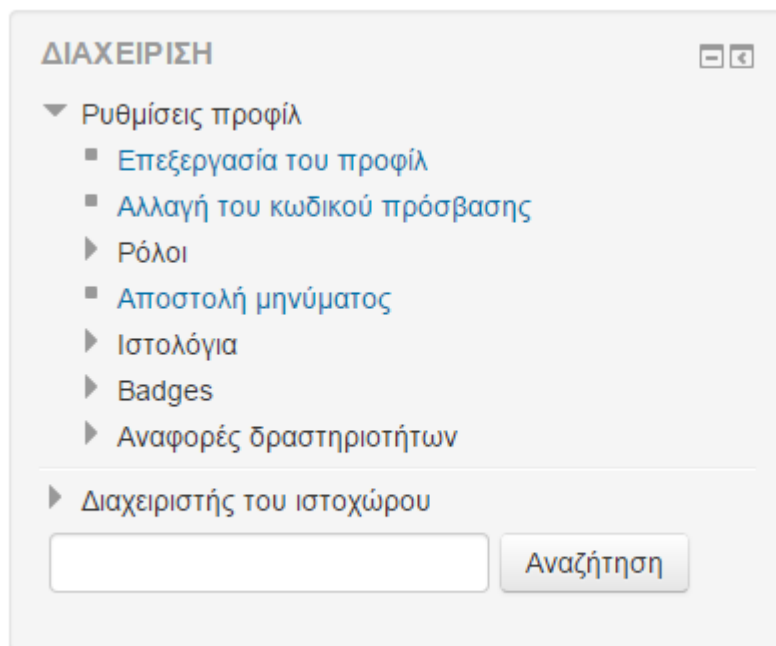 ΔΙΑΧΕΙΡΙΣΗ
Ρυθμίσεις προφίλ
Επεξεργασία του προφίλ
Αλλαγή του κωδικού πρόσβασης
Ρόλοι
Αποστολή μηνύματος
Ιστολόγια
Badges
Αναφορές δραστηριοτήτων
Διαχειριστής του ιστοχώρου
Αναζήτηση